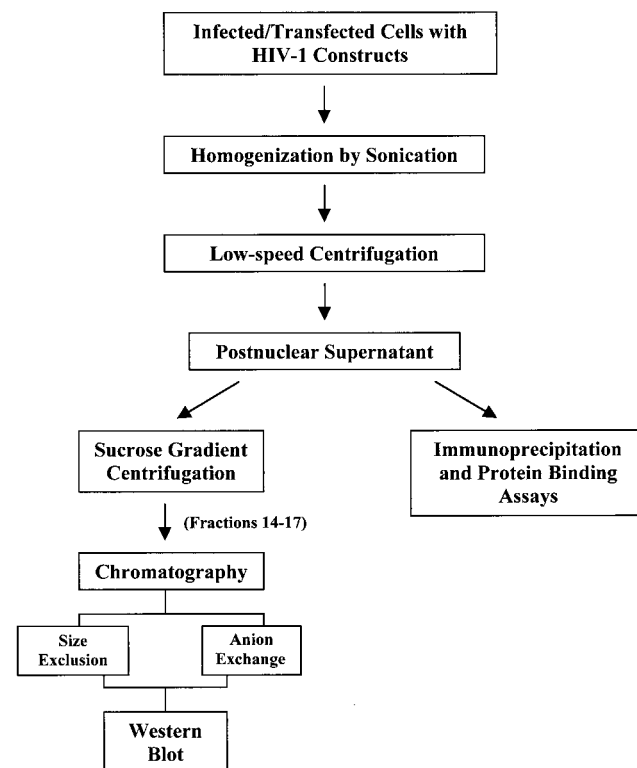 Infected/Transfected Cells with
HIV-1 Constructs
Homogenization by Sonication
Low-speed Centrifugation
Postnuclear Supernatant
Sucrose Gradient
Centrifugation
Immunoprecipitation
and Protein Binding
Assays
(Fractions 14-17)
Chromatography
Size
Exclusion
Anion
Exchange
Western
Blot